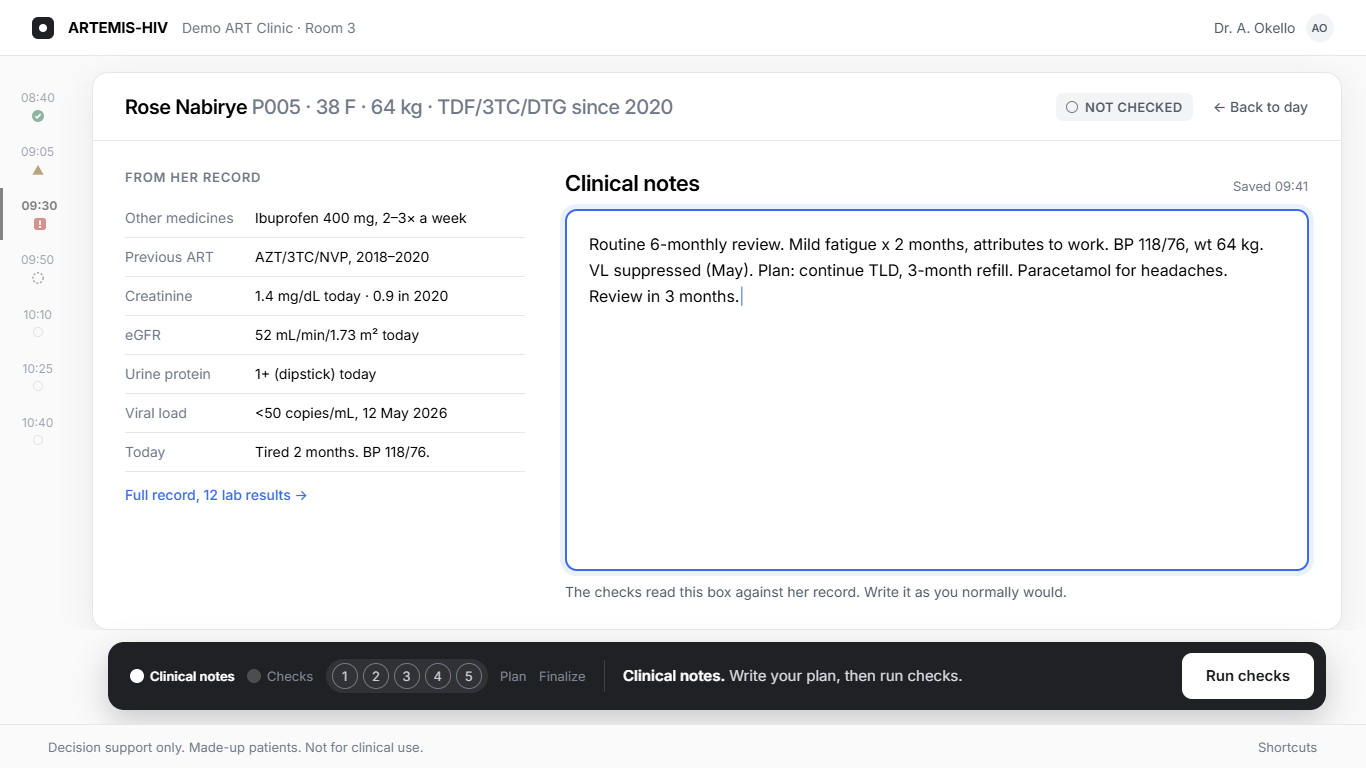 ARTEMIS-HIV Demo ART Clinic · Room 3
Dr. A. Okello AO
08:40
09:05
09:30
09:50
10:10
10:25
10:40
Rose Nabirye P005 · 38 F · 64 kg · TDF/3TC/DTG since 2020
NOT CHECKED
← Back to day
FROM HER RECORD
Other medicines Ibuprofen 400 mg, 2–3× a week
Previous ART AZT/3TC/NVP, 2018–2020
Creatinine 1.4 mg/dL today · 0.9 in 2020
eGFR 52 mL/min/1.73 m² today
Urine protein 1+ (dipstick) today
Viral load <50 copies/mL, 12 May 2026
Today Tired 2 months. BP 118/76.
Full record, 12 lab results →
Clinical notes
Saved 09:41
Routine 6-monthly review. Mild fatigue x 2 months, attributes to work. BP 118/76, wt 64 kg.
VL suppressed (May). Plan: continue TLD, 3-month refill. Paracetamol for headaches.
Review in 3 months.
The checks read this box against her record. Write it as you normally would.
Clinical notes Checks 1 2 3 4 5 Plan Finalize
Clinical notes. Write your plan, then run checks.
Run checks
Decision support only. Made-up patients. Not for clinical use.
Shortcuts